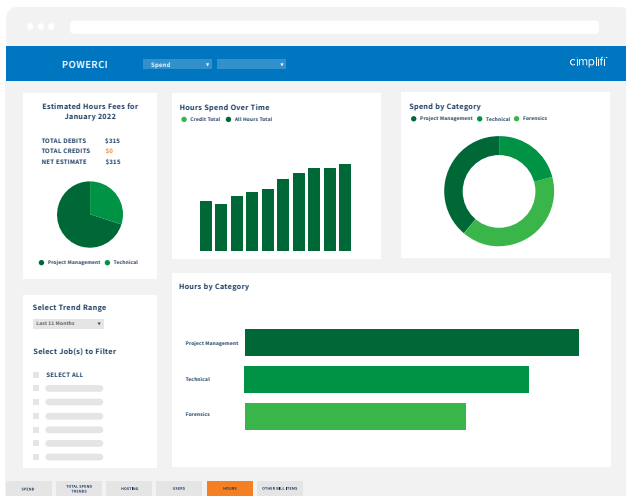 POWERCI
Spend
cimplifi
Estimated Hours Fees for
January 2022
TOTAL DEBITS $315
TOTAL CREDITS $0
NET ESTIMATE $315
Project Management Technical
Hours Spend Over Time
Credit Total All Hours Total
Spend by Category
Project Management Technical Forensics
Select Trend Range
Last 11 Months
Select Job(s) to Filter
SELECT ALL
Hours by Category
Project Management
Technical
Forensics
SPEND
TOTAL SPEND
TRENDS
HOSTING
USERS
HOURS
OTHER BILL ITEMS